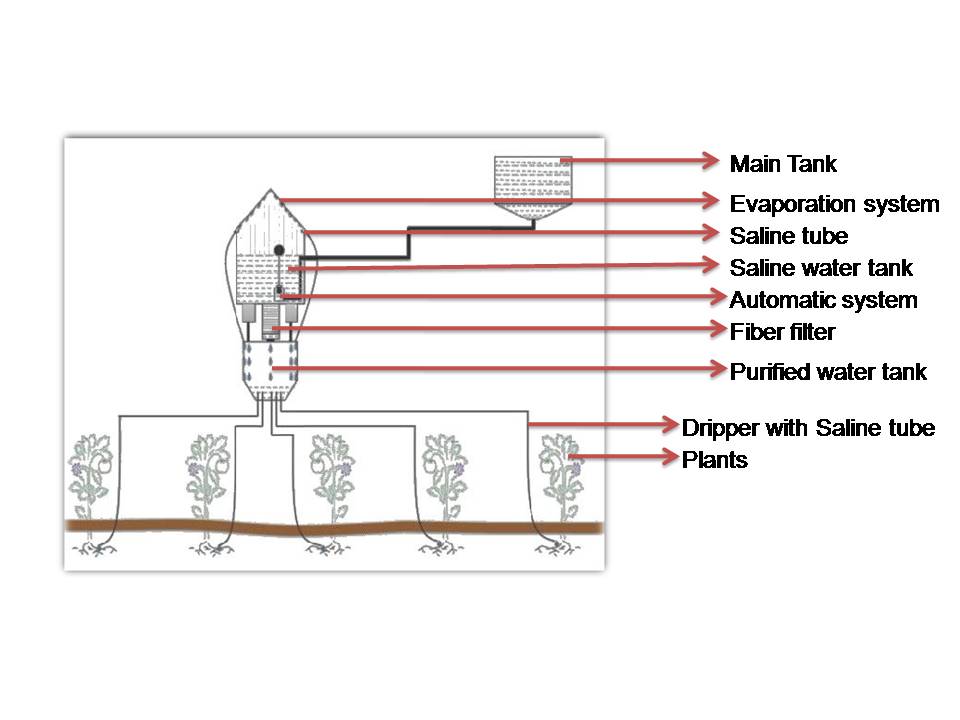 Main Tank
Evaporation system
Saline tube
Saline water tank
Automatic system
Fiber filter
Purified water tank
Dripper with Saline tube
Plants